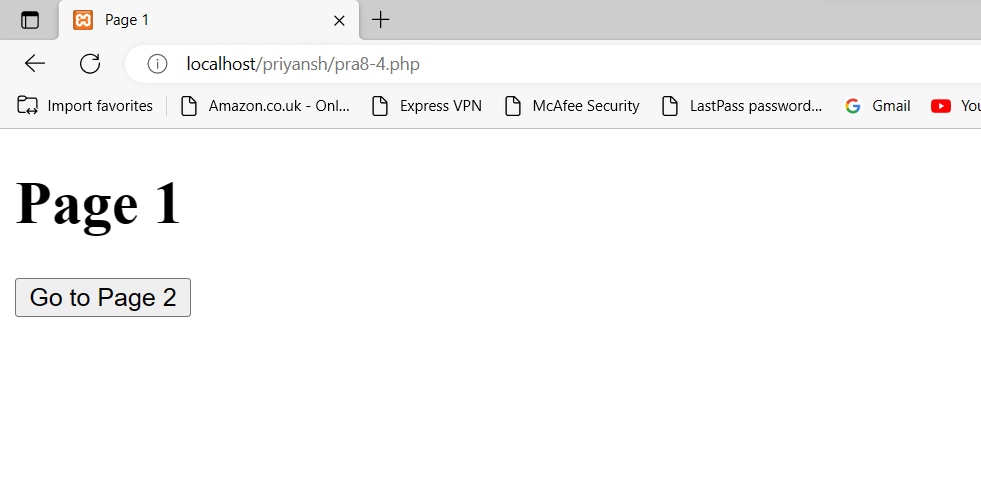 Page 1
localhost/priyansh/pra8-4.php
Import favorites Amazon.co.uk - Onl... Express VPN McAfee Security LastPass password... Gmail You
Page 1
Go to Page 2